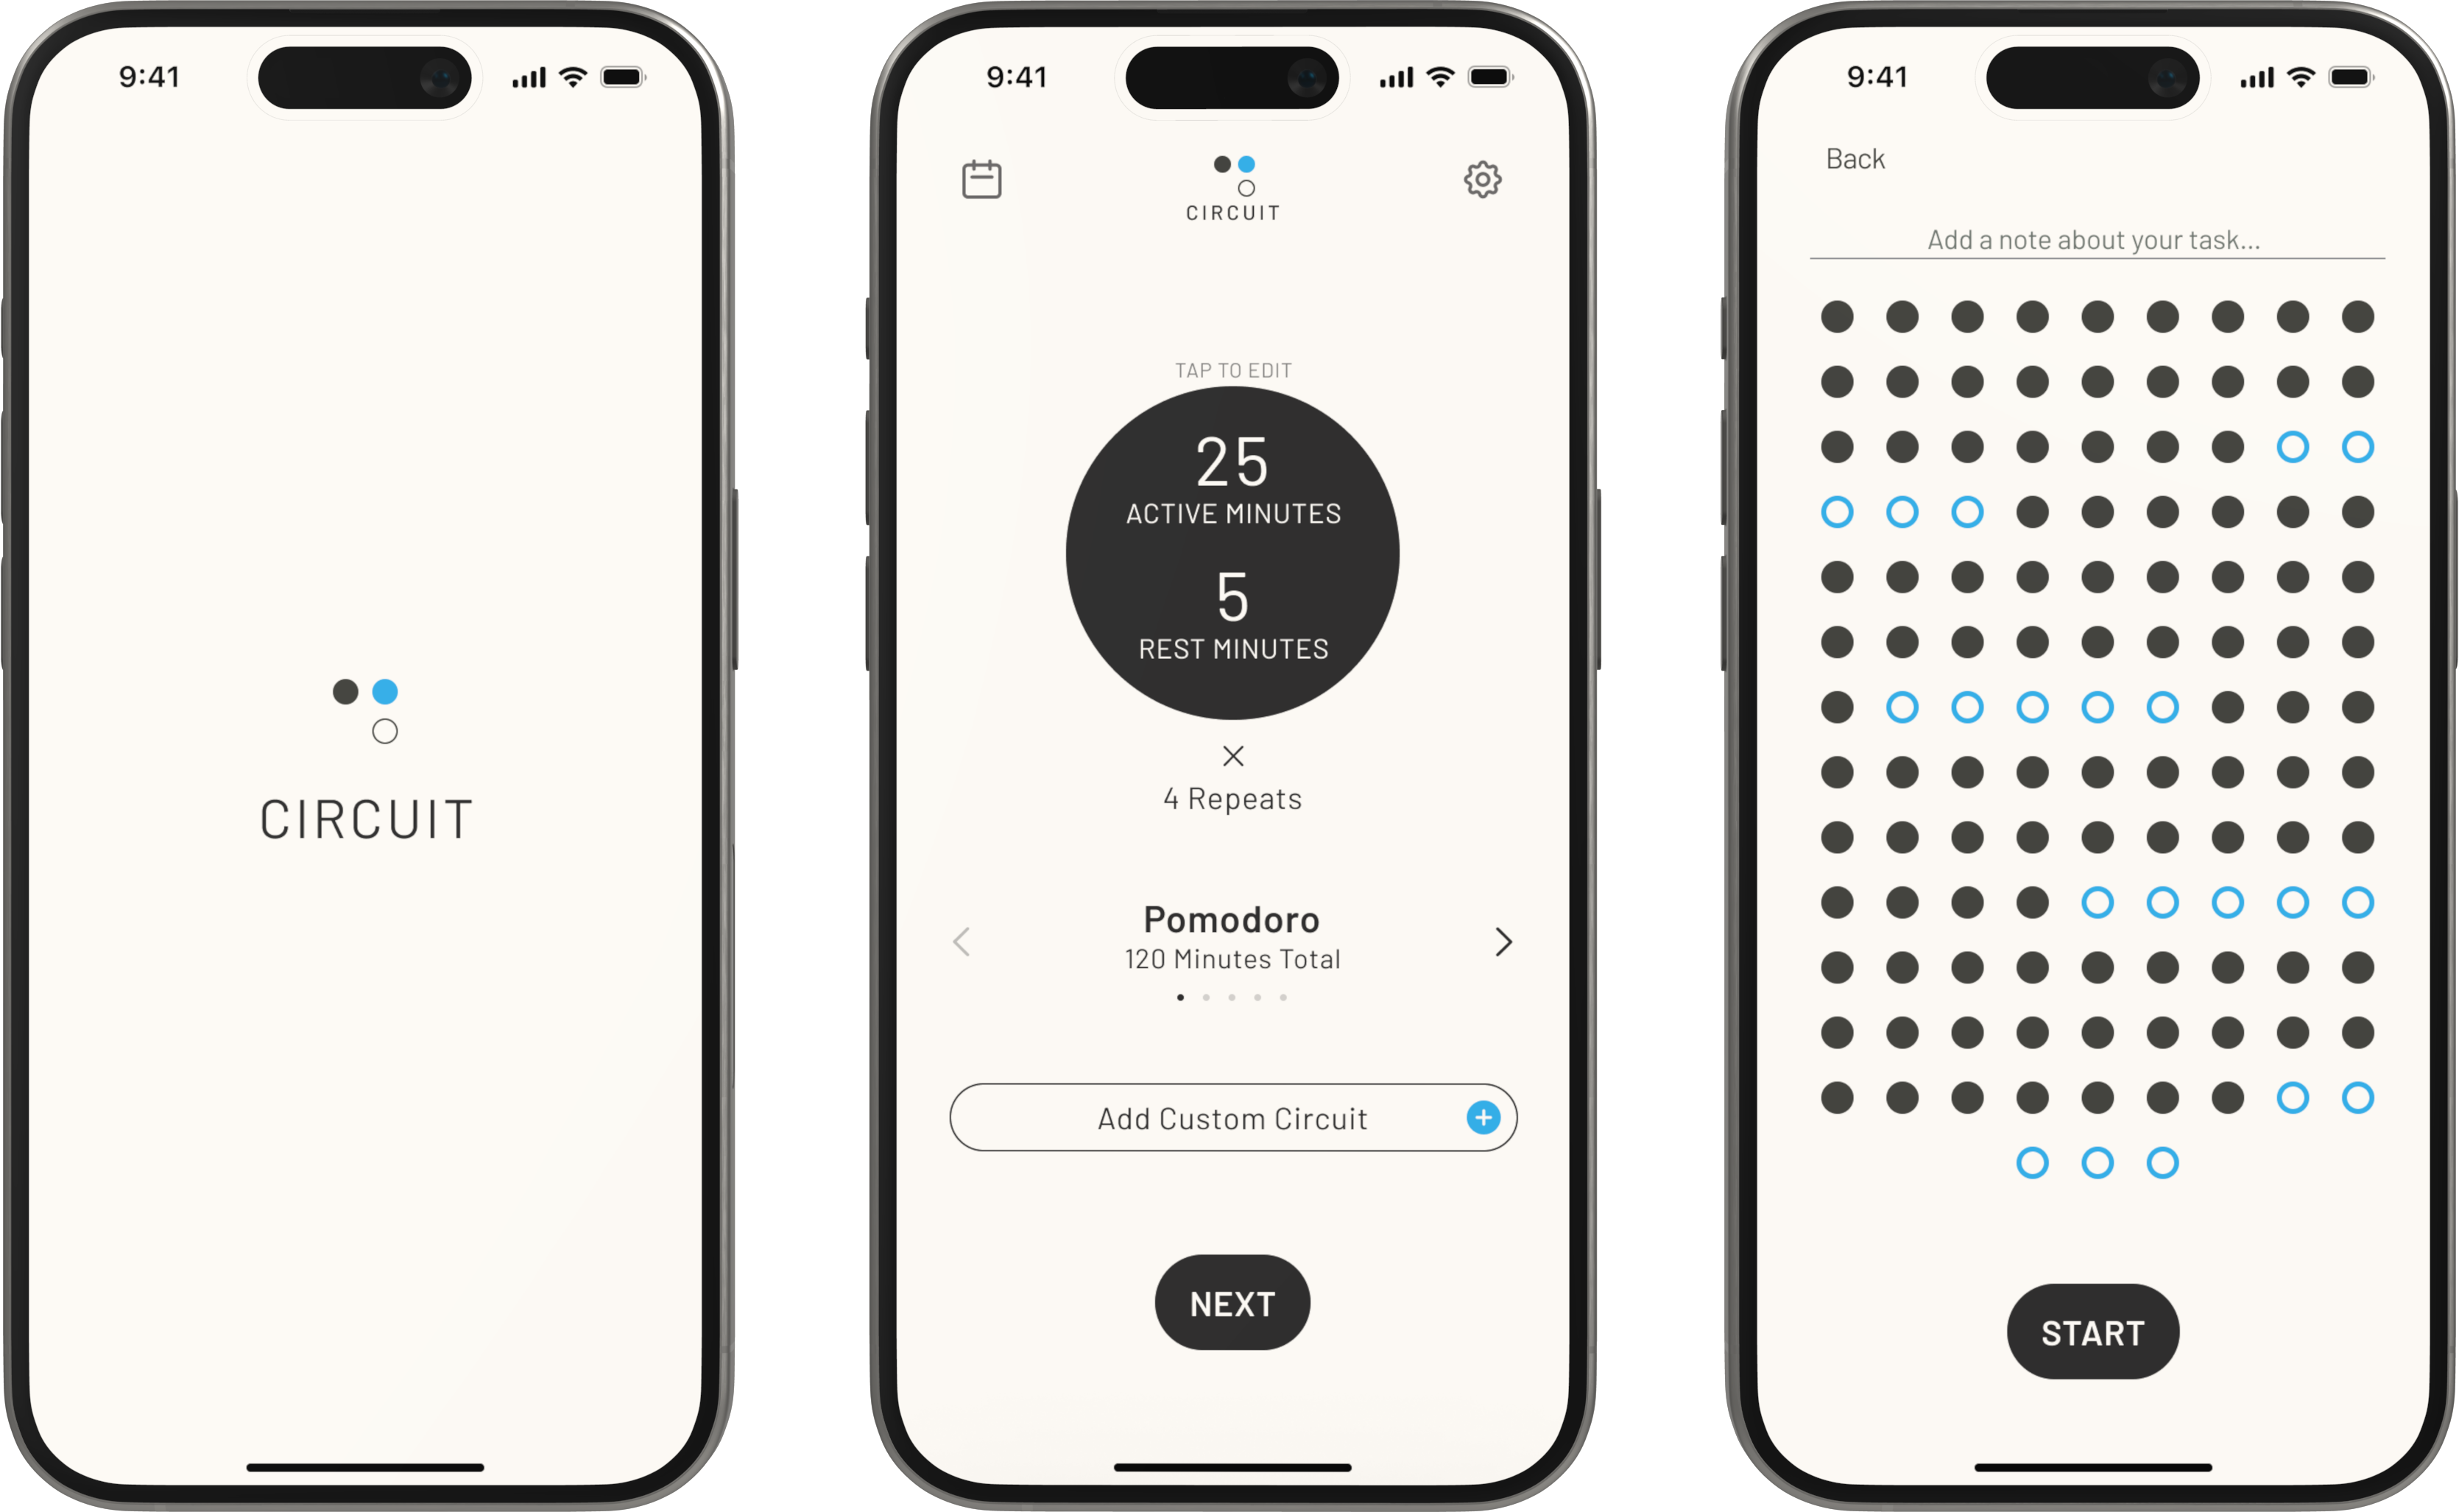 9:41
CIRCUIT
9:41
CIRCUIT
TAP TO EDIT
25
ACTIVE MINUTES
5
REST MINUTES
4 Repeats
Pomodoro
120 Minutes Total
Add Custom Circuit
NEXT
9:41
Back
Add a note about your task...
START